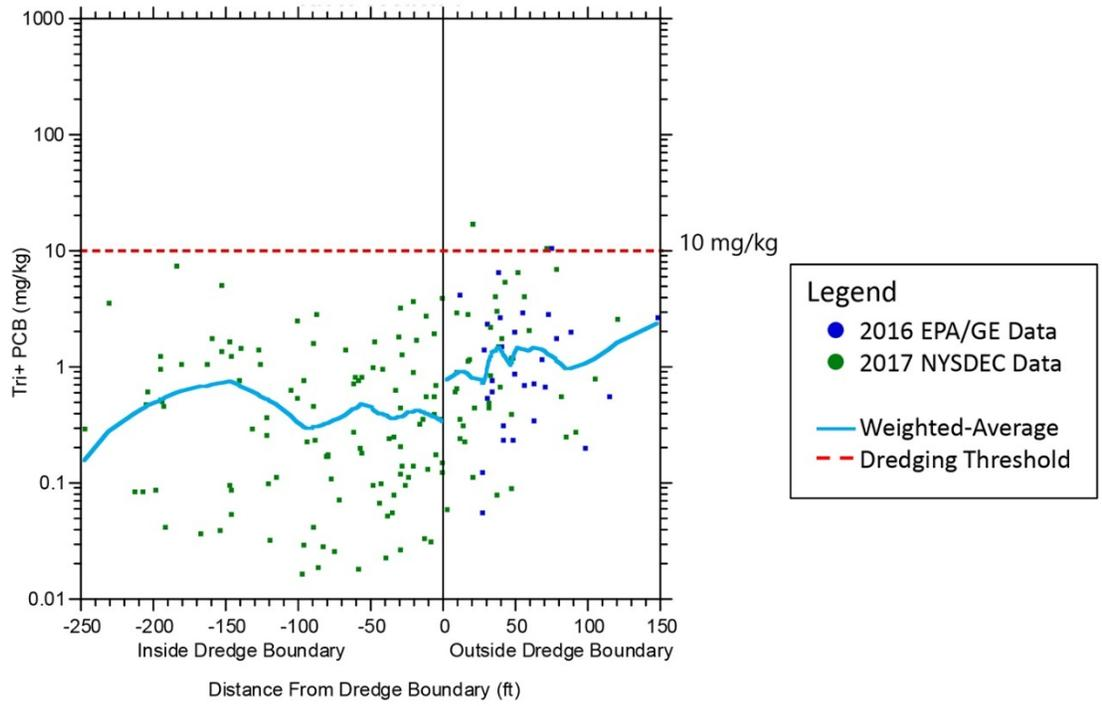 1000
100
10
1
0.1
0.01
Tri+ PCB (mg/kg)
10 mg/kg
-250 -200 -150 -100 -50 0 50 100 150
Inside Dredge Boundary Outside Dredge Boundary
Distance From Dredge Boundary (ft)
Legend
2016 EPA/GE Data
2017 NYSDEC Data
Weighted-Average
Dredging Threshold